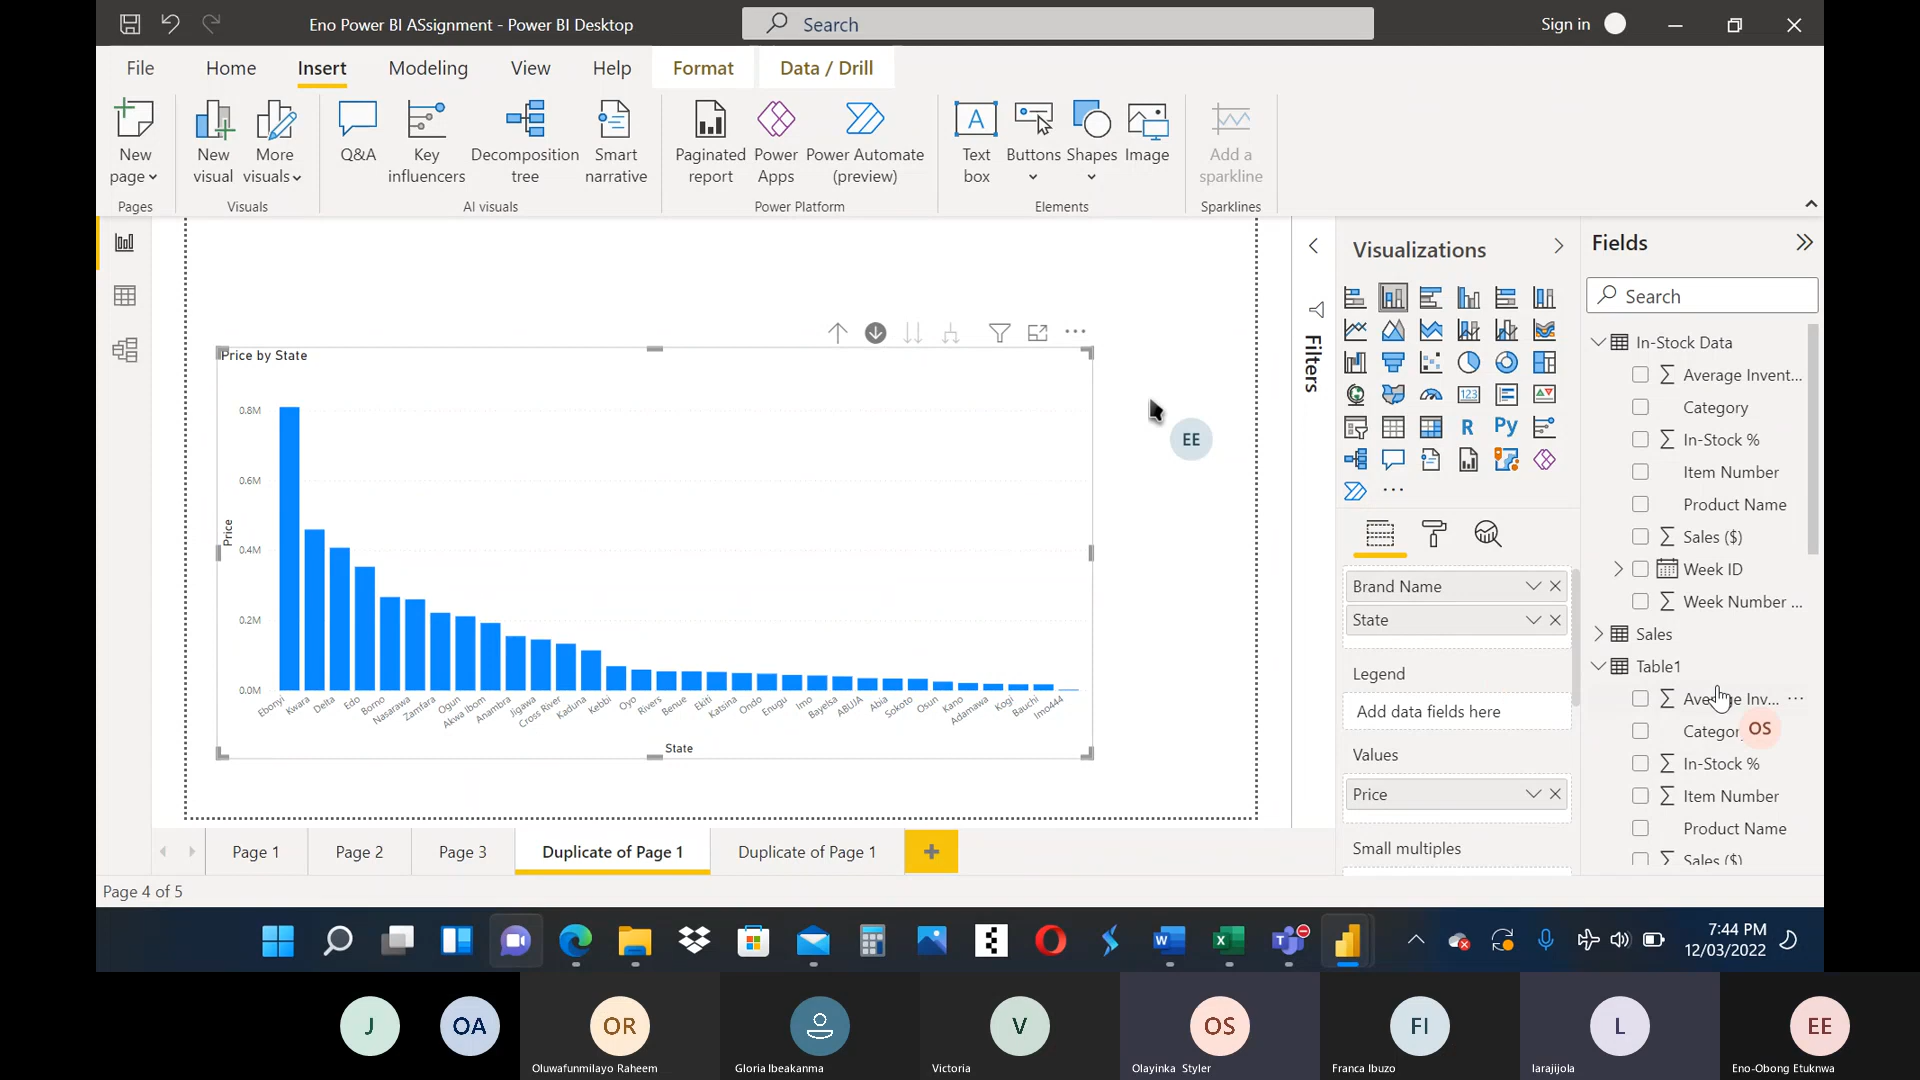 Eno Power BI ASsignment - Power BI Desktop
Search
Sign in
File
Home
Insert
Modeling
View
Help
Format
Data / Drill
New page
New visual
More visuals
Q&A
Key influencers
Decomposition tree
Smart narrative
Paginated report
Power Apps
Power Automate (preview)
Text box
Buttons
Shapes
Image
Add a sparkline
Pages
Visuals
AI visuals
Power Platform
Elements
Sparklines
Price by State
0.8M
0.6M
0.4M
0.2M
0.0M
Price
Ebonyi
Kwara
Delta
Edo
Borno
Nasarawa
Zamfara
Ogun
Akwa Ibom
Anambra
Jigawa
Cross River
Kaduna
Kebbi
Oyo
Rivers
Benue
Ekiti
Katsina
Ondo
Enugu
Imo
Bayelsa
ABUJA
Abia
Sokoto
Osun
Kano
Adamawa
Kogi
Bauchi
Imo444
State
EE
Filters
Visualizations
R
Py
123
Brand Name
State
Legend
Add data fields here
Values
Price
Small multiples
Fields
Search
In-Stock Data
Average Invent...
Category
In-Stock %
Item Number
Product Name
Sales ($)
Week ID
Week Number ...
Sales
Table1
Inv...
OS
In-Stock %
Item Number
Product Name
Sales ($)
Page 1
Page 2
Page 3
Duplicate of Page 1
Duplicate of Page 1
Page 4 of 5
7:44 PM
12/03/2022
J
OA
OR
Oluwafunmilayo Raheem
Gloria Ibeakanma
V
Victoria
OS
Olayinka Styler
FI
Franca Ibuzo
L
larajijola
EE
Eno-Obong Etuknwa